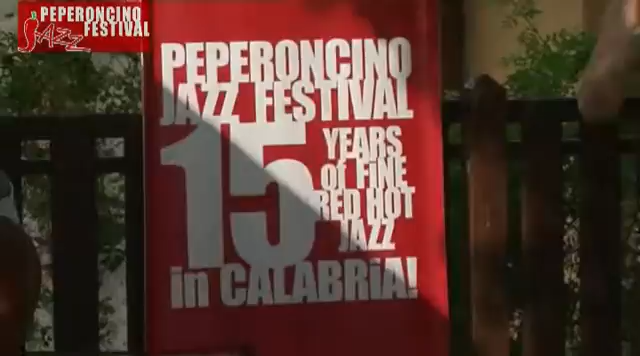 PEPERONCINO
JAZZ FESTIVAL
PEPERONCINO
JAZZ FESTIVAL
15 YEARS
of FiNE
RED HOT
JAZZ
in CALABRiA!